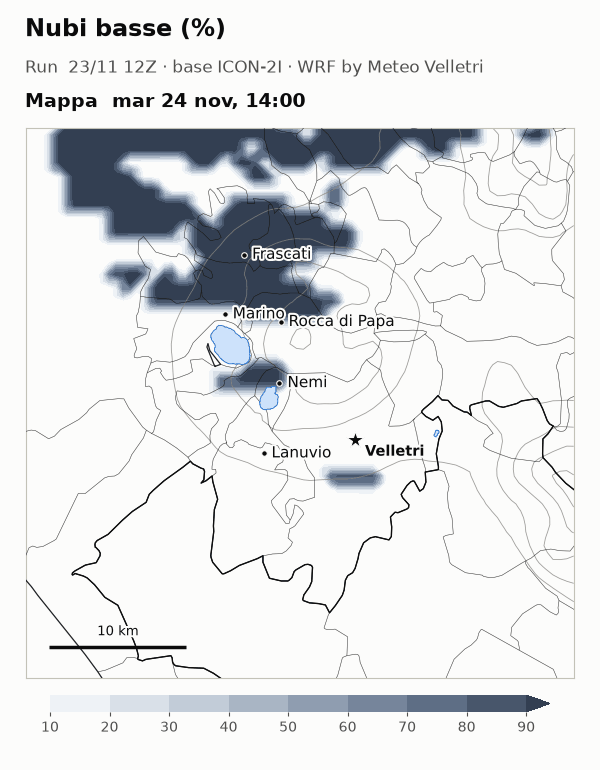 Nubi basse (%)
Run  23/11 12Z · base ICON-2I · WRF by Meteo Velletri
Mappa  mar 24 nov, 14:00
Frascati
Marino
Rocca di Papa
Nemi
Velletri
Lanuvio
10 km
10 20 30 40 50 60 70 80 90